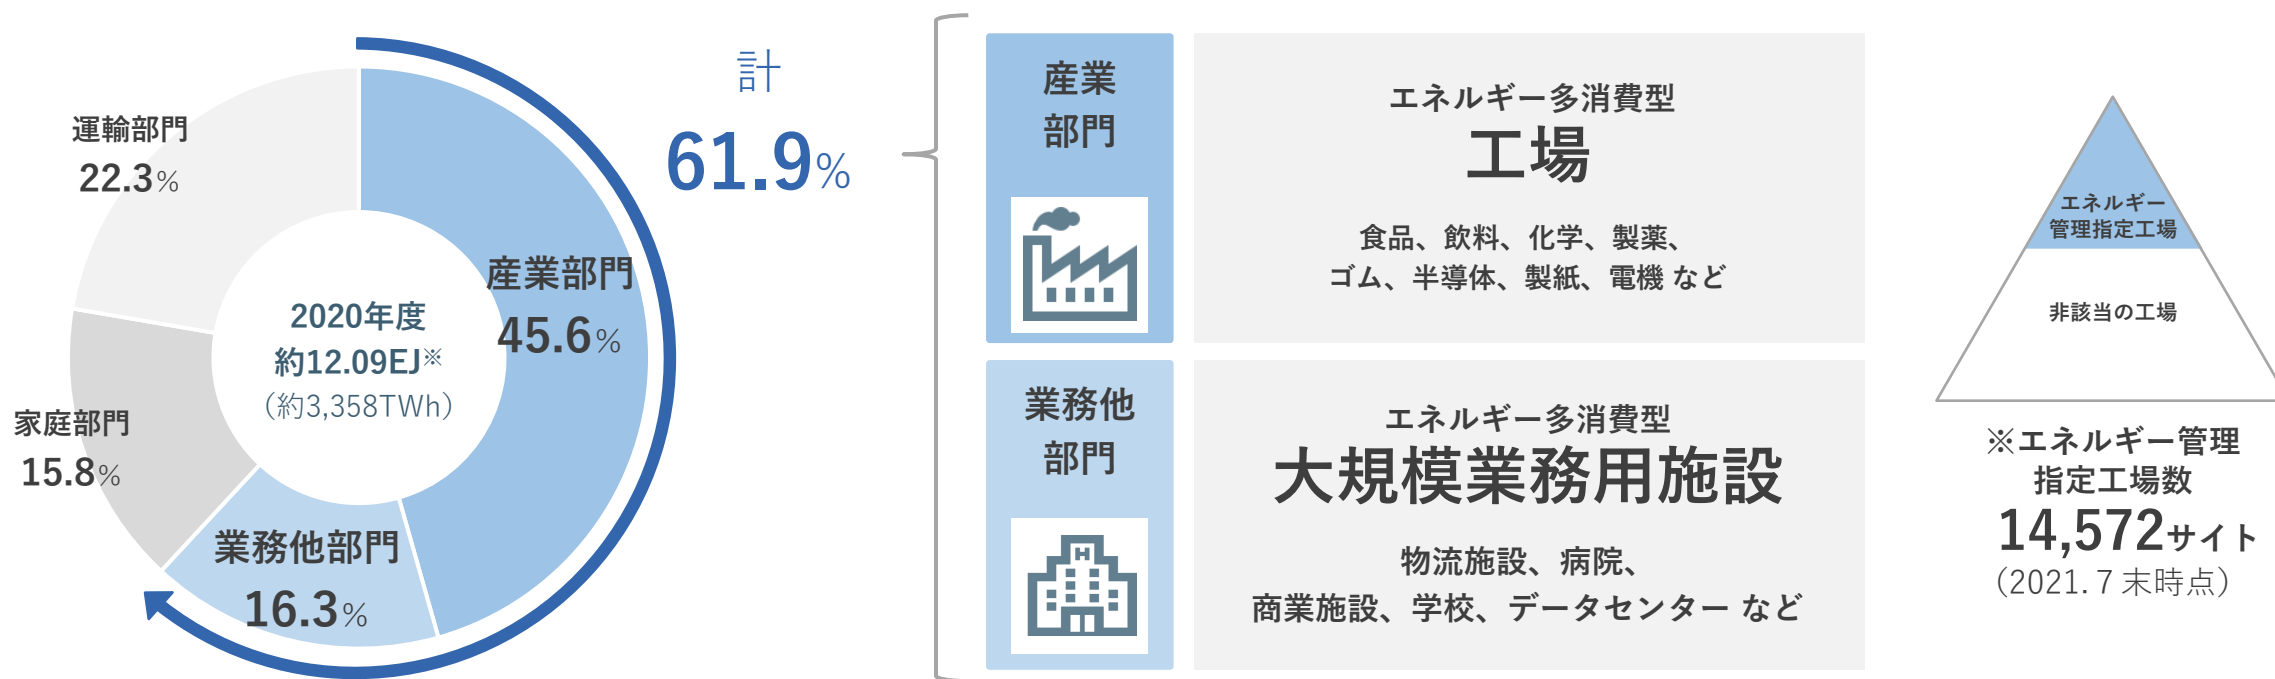 運輸部門
22.3%
家庭部門
15.8%
2020年度
約12.09EJ※
（約3,358TWh）
産業部門
45.6%
業務他部門
16.3%
計
61.9%
産業
部門
エネルギー多消費型
工場
食品、飲料、化学、製薬、
ゴム、半導体、製紙、電機 など
業務他
部門
H
エネルギー多消費型
大規模業務用施設
物流施設、病院、
商業施設、学校、データセンター など
エネルギー
管理指定工場
非該当の工場
※エネルギー管理
指定工場数
14,572サイト
（2021. 7 末時点）